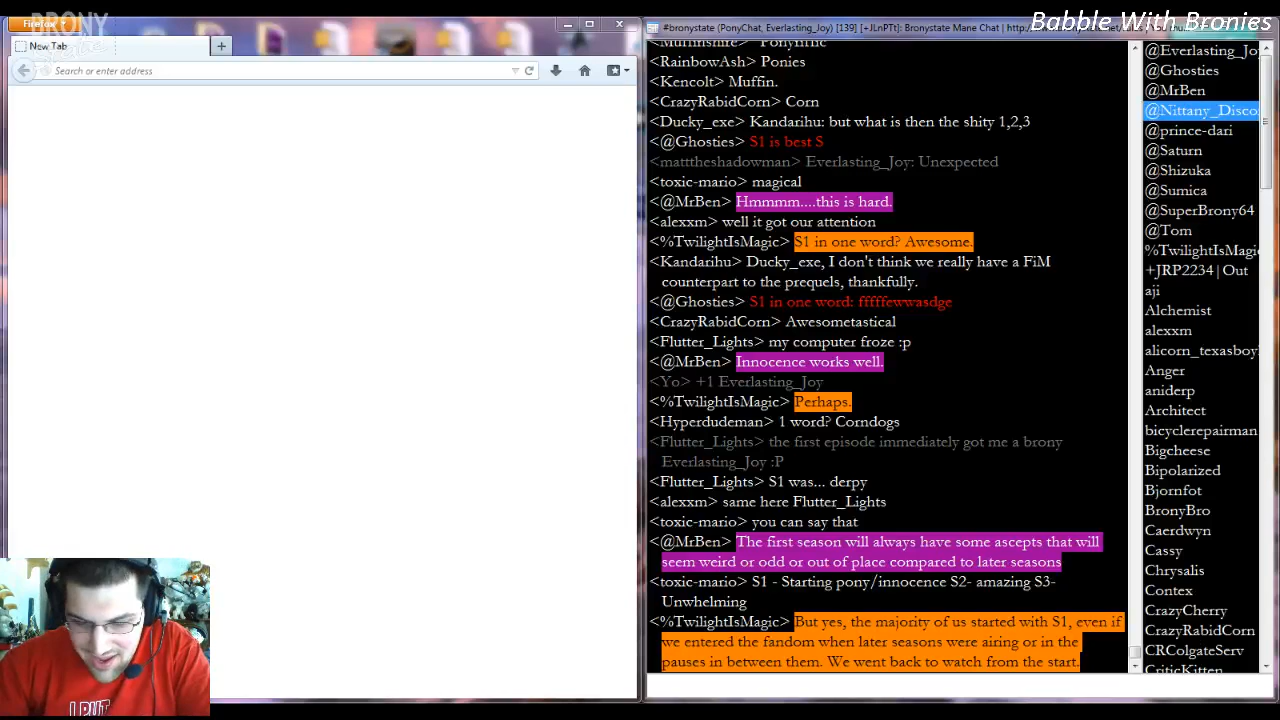 BRONY
Firefox
New Tab
Search or enter address
#bronystate (PonyChat, Everlasting_Joy) [139] [+JLnPTt]: Bronystate Mane Chat | http://
Babble With Bronies
<Muffinshire> Ponyriffic
<RainbowAsh> Ponies
<Kencolt> Muffin.
<CrazyRabidCorn> Corn
<Ducky_exe> Kandarihu: but what is then the shity 1,2,3
<@Ghosties> S1 is best S
<matttheshadowman> Everlasting_Joy: Unexpected
<toxic-mario> magical
<@MrBen> Hmmmm....this is hard.
<alexxm> well it got our attention
<%TwilightIsMagic> S1 in one word? Awesome.
<Kandarihu> Ducky_exe, I don't think we really have a FiM
counterpart to the prequels, thankfully.
<@Ghosties> S1 in one word: fffffewwasdge
<CrazyRabidCorn> Awesometastical
<Flutter_Lights> my computer froze :p
<@MrBen> Innocence works well.
<Yo> +1 Everlasting_Joy
<%TwilightIsMagic> Perhaps.
<Hyperdudeman> 1 word? Corndogs
<Flutter_Lights> the first episode immediately got me a brony
Everlasting_Joy :P
<Flutter_Lights> S1 was... derpy
<alexxm> same here Flutter_Lights
<toxic-mario> you can say that
<@MrBen> The first season will always have some ascepts that will
seem weird or odd or out of place compared to later seasons
<toxic-mario> S1 - Starting pony/innocence S2- amazing S3-
Unwhelming
<%TwilightIsMagic> But yes, the majority of us started with S1, even if
we entered the fandom when later seasons were airing or in the
pauses in between them. We went back to watch from the start.
@Everlasting_Jo
@Ghosties
@MrBen
@Nittany_Disco
@prince-dari
@Saturn
@Shizuka
@Sumica
@SuperBrony64
@Tom
%TwilightIsMagic
+JRP2234|Out
aji
Alchemist
alexxm
alicorn_texasboy
Anger
aniderp
Architect
bicyclerepairman
Bigcheese
Bipolarized
Bjornfot
BronyBro
Caerdwyn
Cassy
Chrysalis
Contex
CrazyCherry
CrazyRabidCorn
CRColgateServ
CriticKitten
I PUT